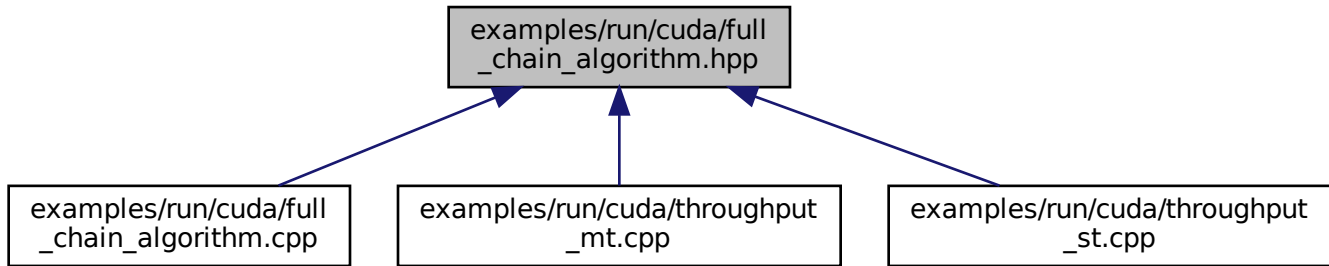 examples/run/cuda/full
_chain_algorithm.hpp
examples/run/cuda/full
_chain_algorithm.cpp
examples/run/cuda/throughput
_mt.cpp
examples/run/cuda/throughput
_st.cpp